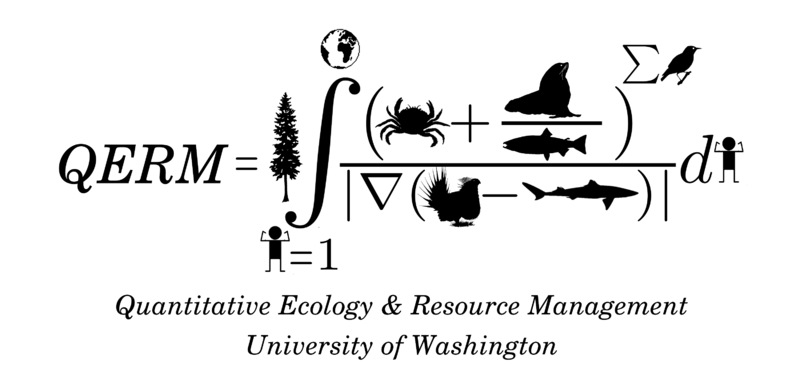 QERM = ∫ ( + )Σ d
|∇( − )|
=1
Quantitative Ecology & Resource Management
University of Washington